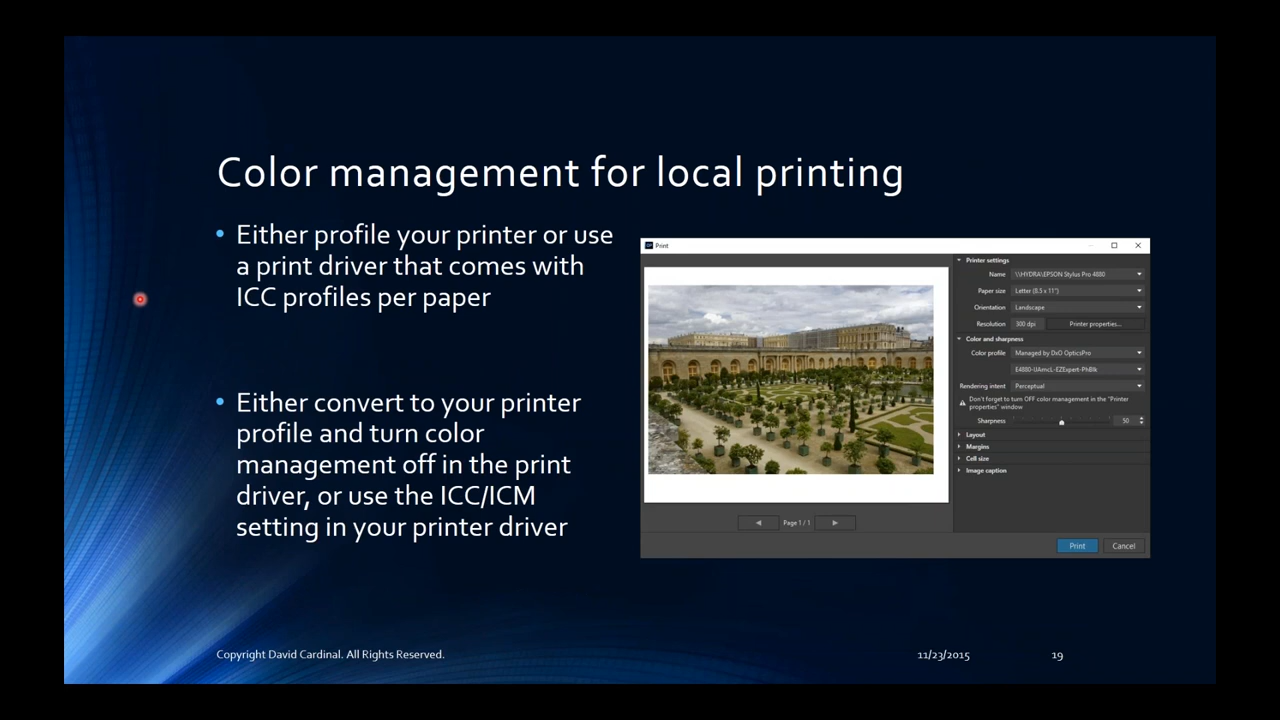 Color management for local printing
• Either profile your printer or use
a print driver that comes with
ICC profiles per paper
• Either convert to your printer
profile and turn color
management off in the print
driver, or use the ICC/ICM
setting in your printer driver
Print
Printer settings
Name \\HYDRA\EPSON Stylus Pro 4880
Paper size Letter (8.5 x 11")
Orientation Landscape
Resolution 300 dpi Printer properties...
Color and sharpness
Color profile Managed by DxO OpticsPro
Rendering intent Perceptual
Don't forget to turn OFF color management in the "Printer
properties" window
Sharpness 50
Layout
Margins
Cell size
Image caption
Page 1 / 1
Print Cancel
Copyright David Cardinal. All Rights Reserved. 11/23/2015 19